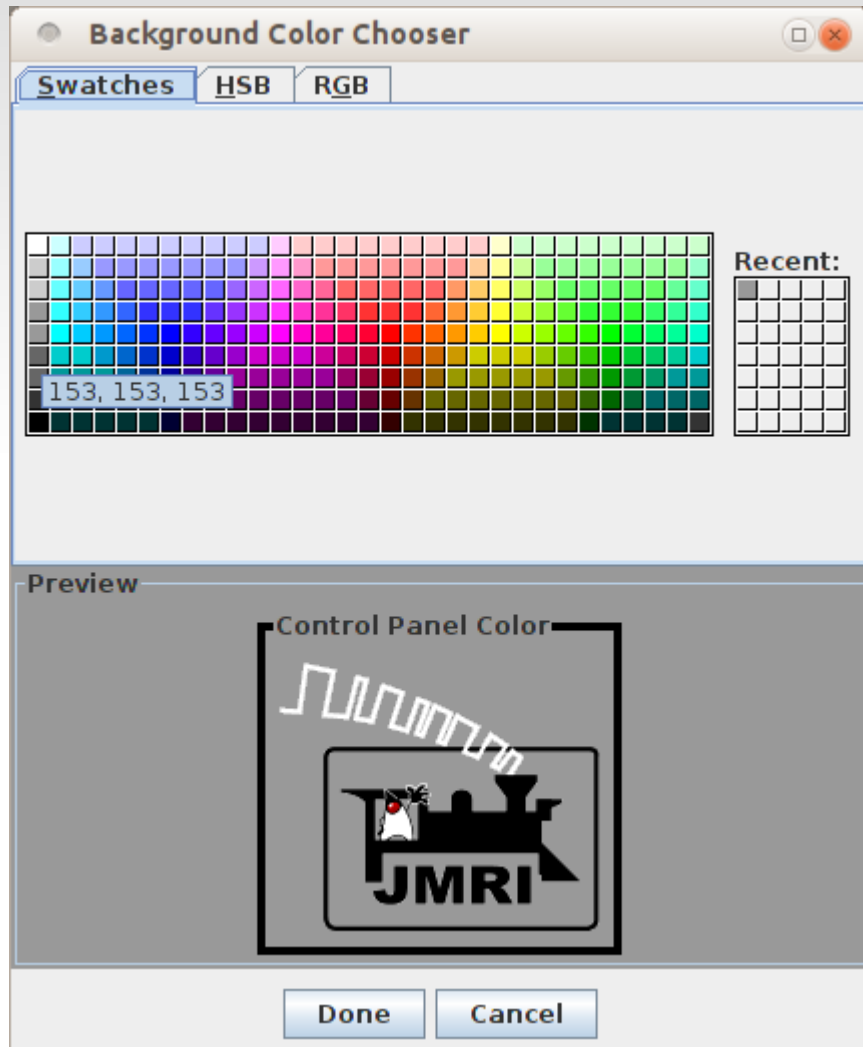 Background Color Chooser
Swatches HSB RGB
Recent:
153, 153, 153
Preview
Control Panel Color
JMRI
Done Cancel